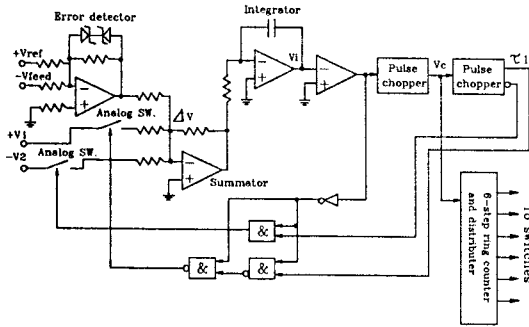 Error detector
Integrator
+Vref
-Vfeed
Vi
Pulse chopper
Vc
Pulse chopper
τ1
ΔV
Analog SW.
+V1
-V2
Analog SW.
Summator
&
&
&
6-step ring counter and distributer
To switches